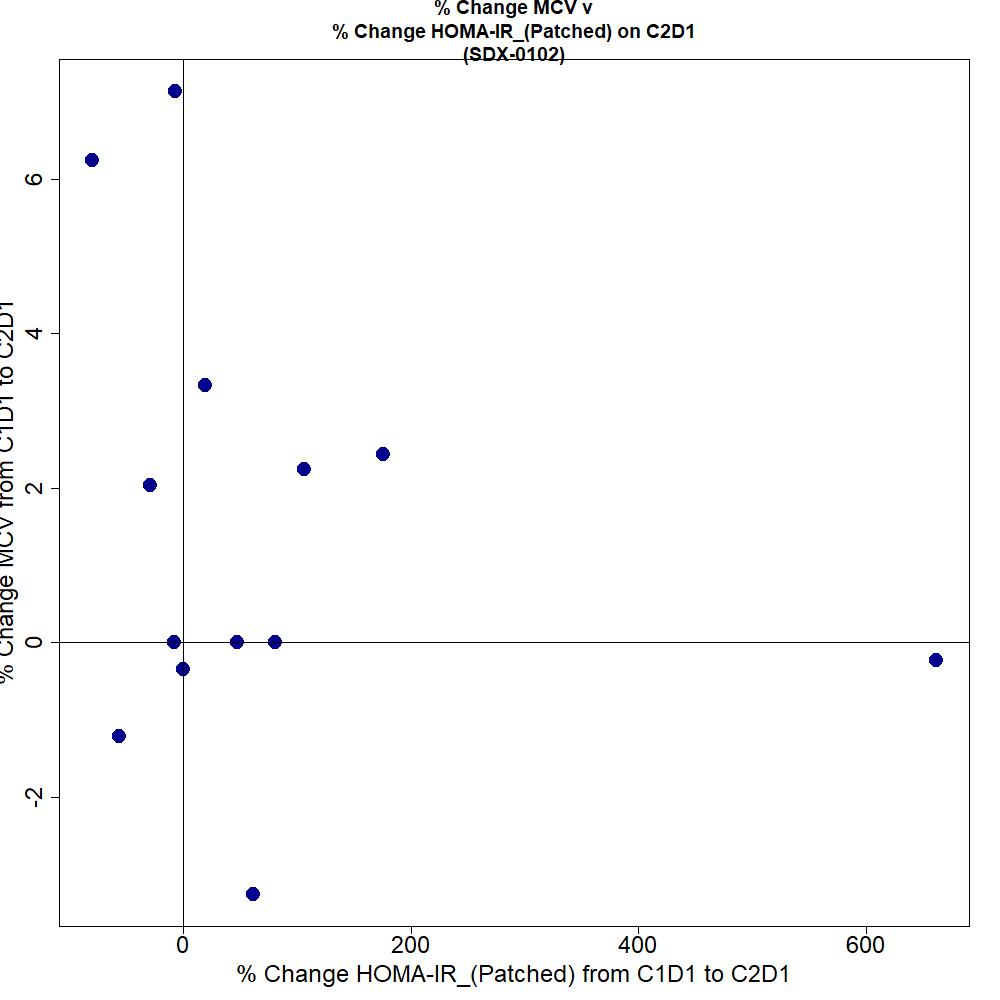 % Change MCV v
% Change HOMA-IR_(Patched) on C2D1
(SDX-0102)
% Change MCV from C1D1 to C2D1
6
4
2
0
-2
0 200 400 600
% Change HOMA-IR_(Patched) from C1D1 to C2D1